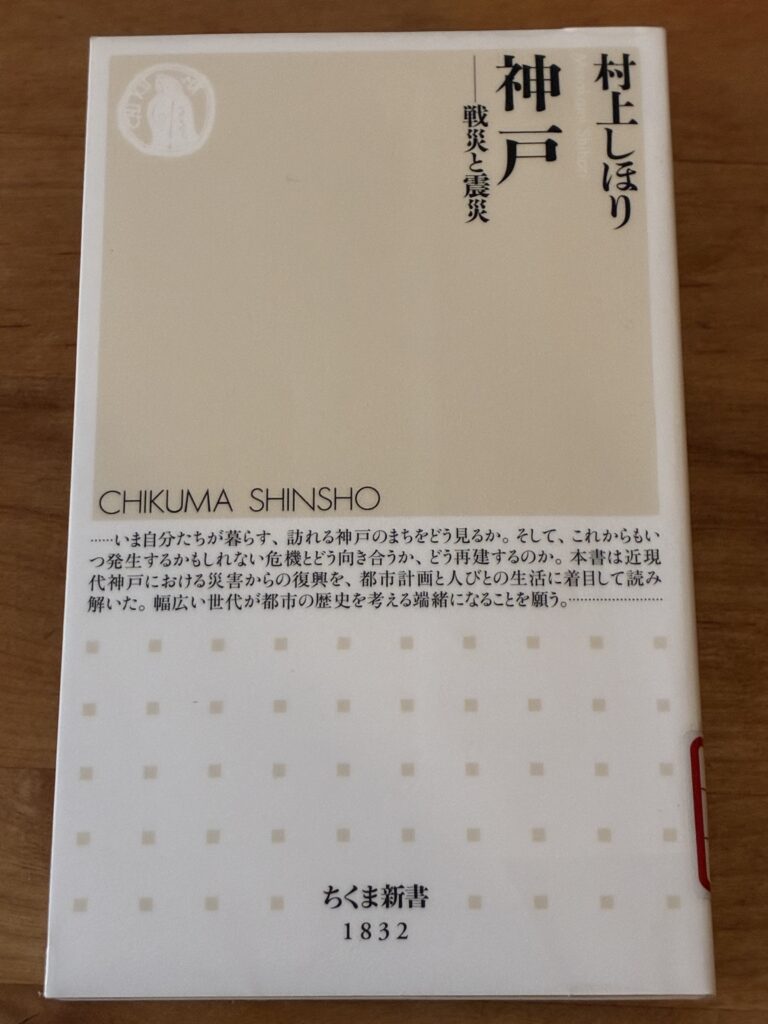 村上しほり
神戸
──戦災と震災
CHIKUMA SHINSHO
……いま自分たちが暮らす、訪れる神戸のまちをどう見るか。そして、これからもい
つ発生するかもしれない危機とどう向き合うか、どう再建するのか。本書は近現
代神戸における災害からの復興を、都市計画と人びとの生活に着目して読み
解いた。幅広い世代が都市の歴史を考える端緒になることを願う。……………………
ちくま新書
1832